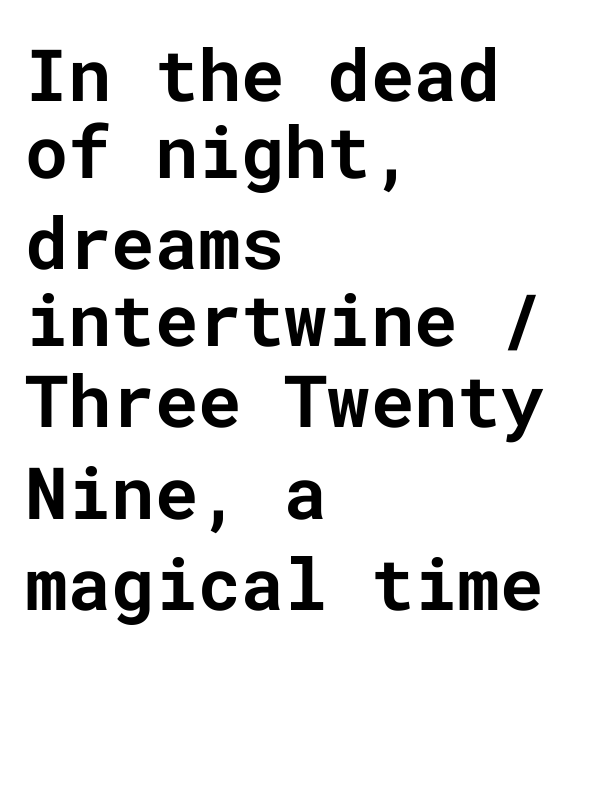 In the dead
of night,
dreams
intertwine /
Three Twenty
Nine, a
magical time